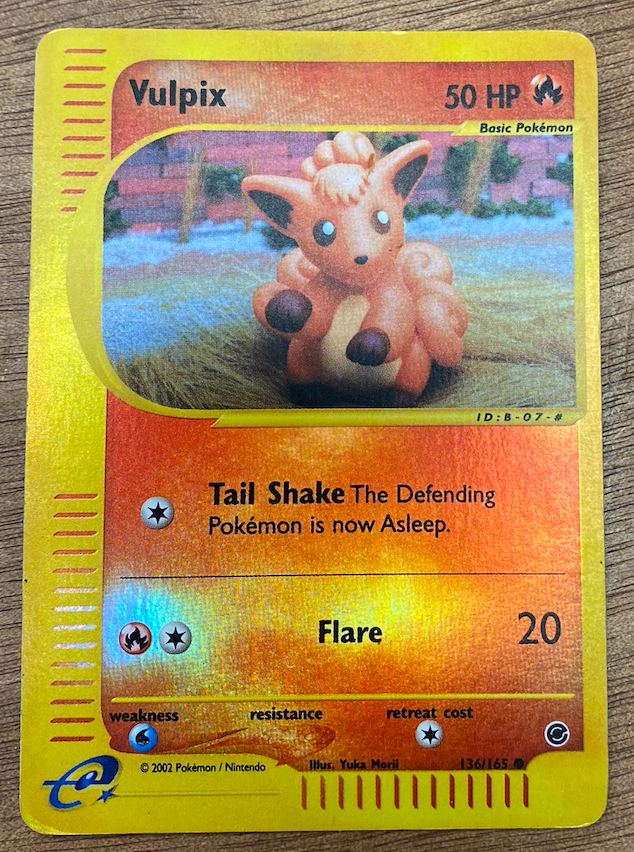 Vulpix
50 HP
Basic Pokémon
ID:B-07-#
Tail Shake The Defending
Pokémon is now Asleep.
Flare 20
weakness resistance retreat cost
© 2002 Pokémon / Nintendo Illus. Yuka Morii 136/165
e